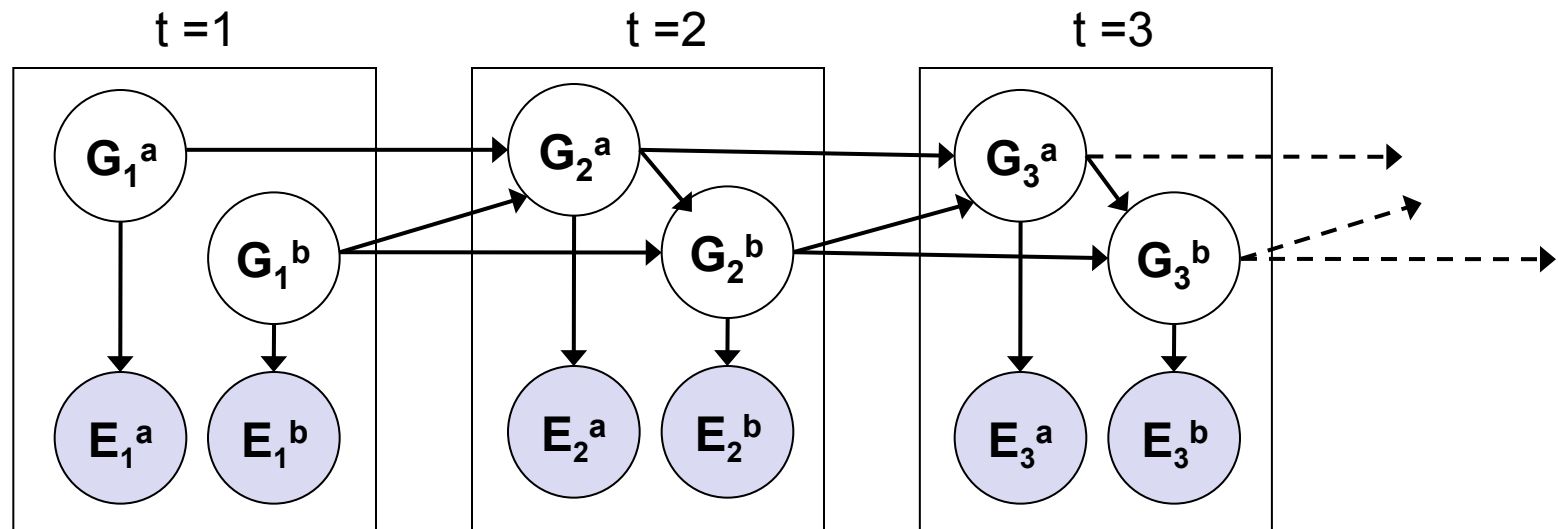 t =1 t =2 t =3
G₁ᵃ G₂ᵃ G₃ᵃ
G₁ᵇ G₂ᵇ G₃ᵇ
E₁ᵃ E₁ᵇ E₂ᵃ E₂ᵇ E₃ᵃ E₃ᵇ